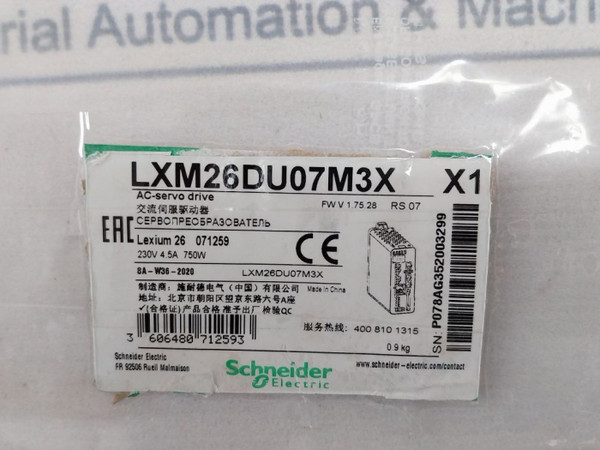 rial Automation & Mach
LXM26DU07M3X X1
AC-servo drive
FW V 1.75.28 RS 07
交流伺服驱动器
СЕРВОПРЕОБРАЗОВАТЕЛЬ
EAC
Lexium 26 071259
CE
230V 4.5A 750W
8A-W36-2020
LXM26DU07M3X
制造商: 施耐德电气（中国）有限公司
Made in China
地址: 北京市朝阳区望京东路六号A座
(合格证)产品合格准予出厂 检验QC
服务热线: 400 810 1315
3 606480 712593
0.9 kg
SN: P078AG352003299
Schneider Electric
FR 92506 Rueil Malmaison
Schneider
Electric
www.schneider-electric.com/contact